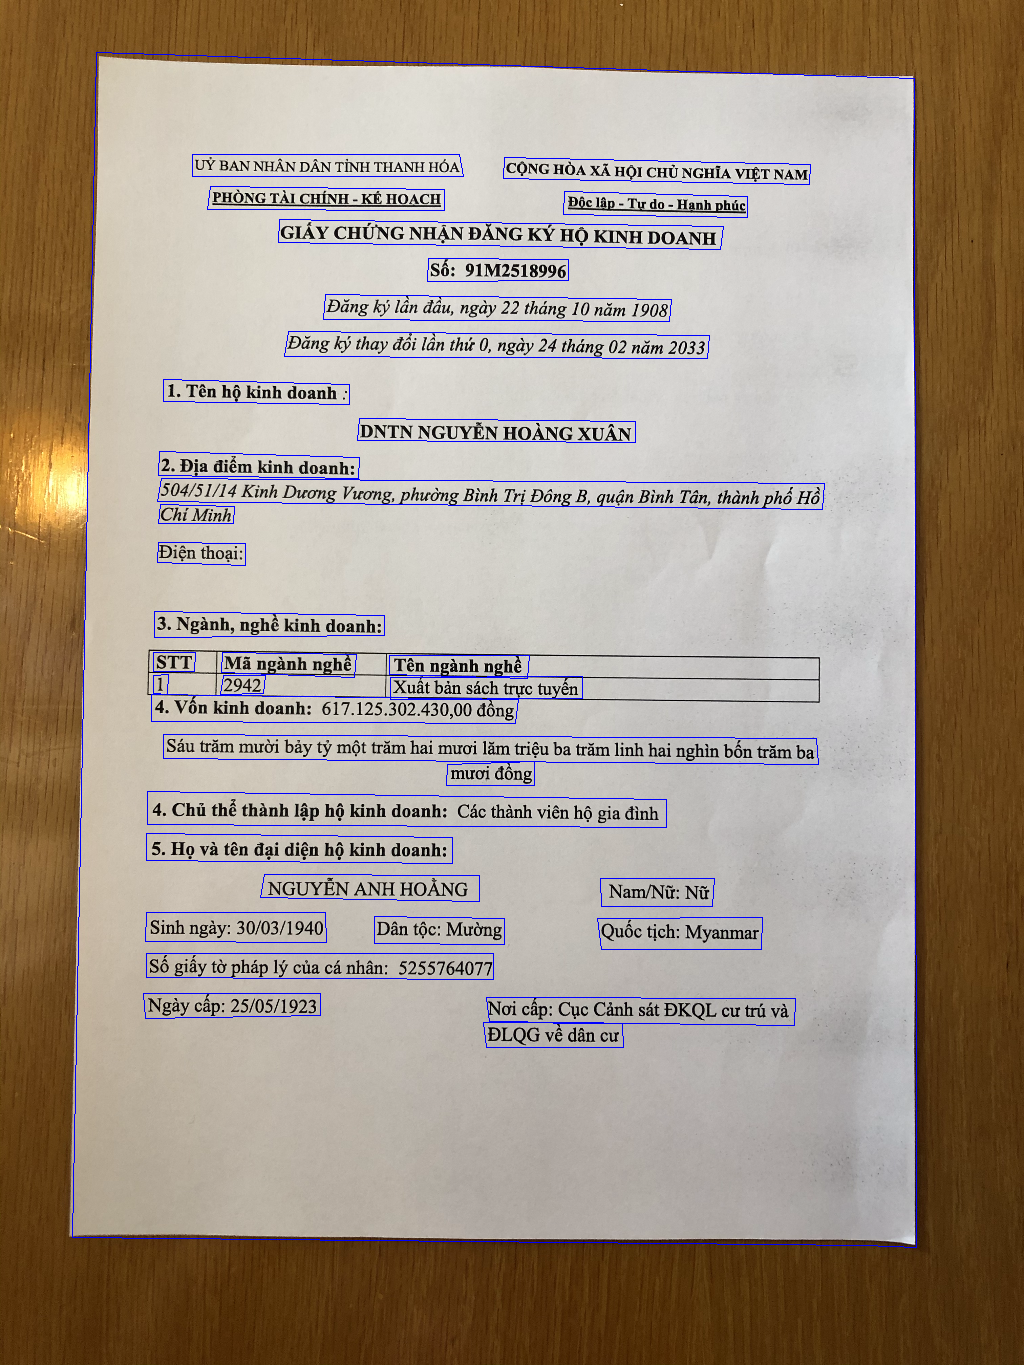 UỶ BAN NHÂN DÂN TỈNH THANH HÓA
CỘNG HÒA XÃ HỘI CHỦ NGHĨA VIỆT NAM
PHÒNG TÀI CHÍNH - KẾ HOẠCH
Độc lập - Tự do - Hạnh phúc
GIẤY CHỨNG NHẬN ĐĂNG KÝ HỘ KINH DOANH
Số: 91M2518996
Đăng ký lần đầu, ngày 22 tháng 10 năm 1908
Đăng ký thay đổi lần thứ 0, ngày 24 tháng 02 năm 2033
1. Tên hộ kinh doanh :
DNTN NGUYỄN HOÀNG XUÂN
2. Địa điểm kinh doanh:
504/51/14 Kinh Dương Vương, phường Bình Trị Đông B, quận Bình Tân, thành phố Hồ
Chí Minh
Điện thoại:
3. Ngành, nghề kinh doanh:
STT Mã ngành nghề Tên ngành nghề
1 2942 Xuất bản sách trực tuyến
4. Vốn kinh doanh: 617.125.302.430,00 đồng
Sáu trăm mười bảy tỷ một trăm hai mươi lăm triệu ba trăm linh hai nghìn bốn trăm ba
mươi đồng
4. Chủ thể thành lập hộ kinh doanh: Các thành viên hộ gia đình
5. Họ và tên đại diện hộ kinh doanh:
NGUYỄN ANH HOẰNG
Nam/Nữ: Nữ
Sinh ngày: 30/03/1940 Dân tộc: Mường Quốc tịch: Myanmar
Số giấy tờ pháp lý của cá nhân: 5255764077
Ngày cấp: 25/05/1923
Nơi cấp: Cục Cảnh sát ĐKQL cư trú và
ĐLQG về dân cư